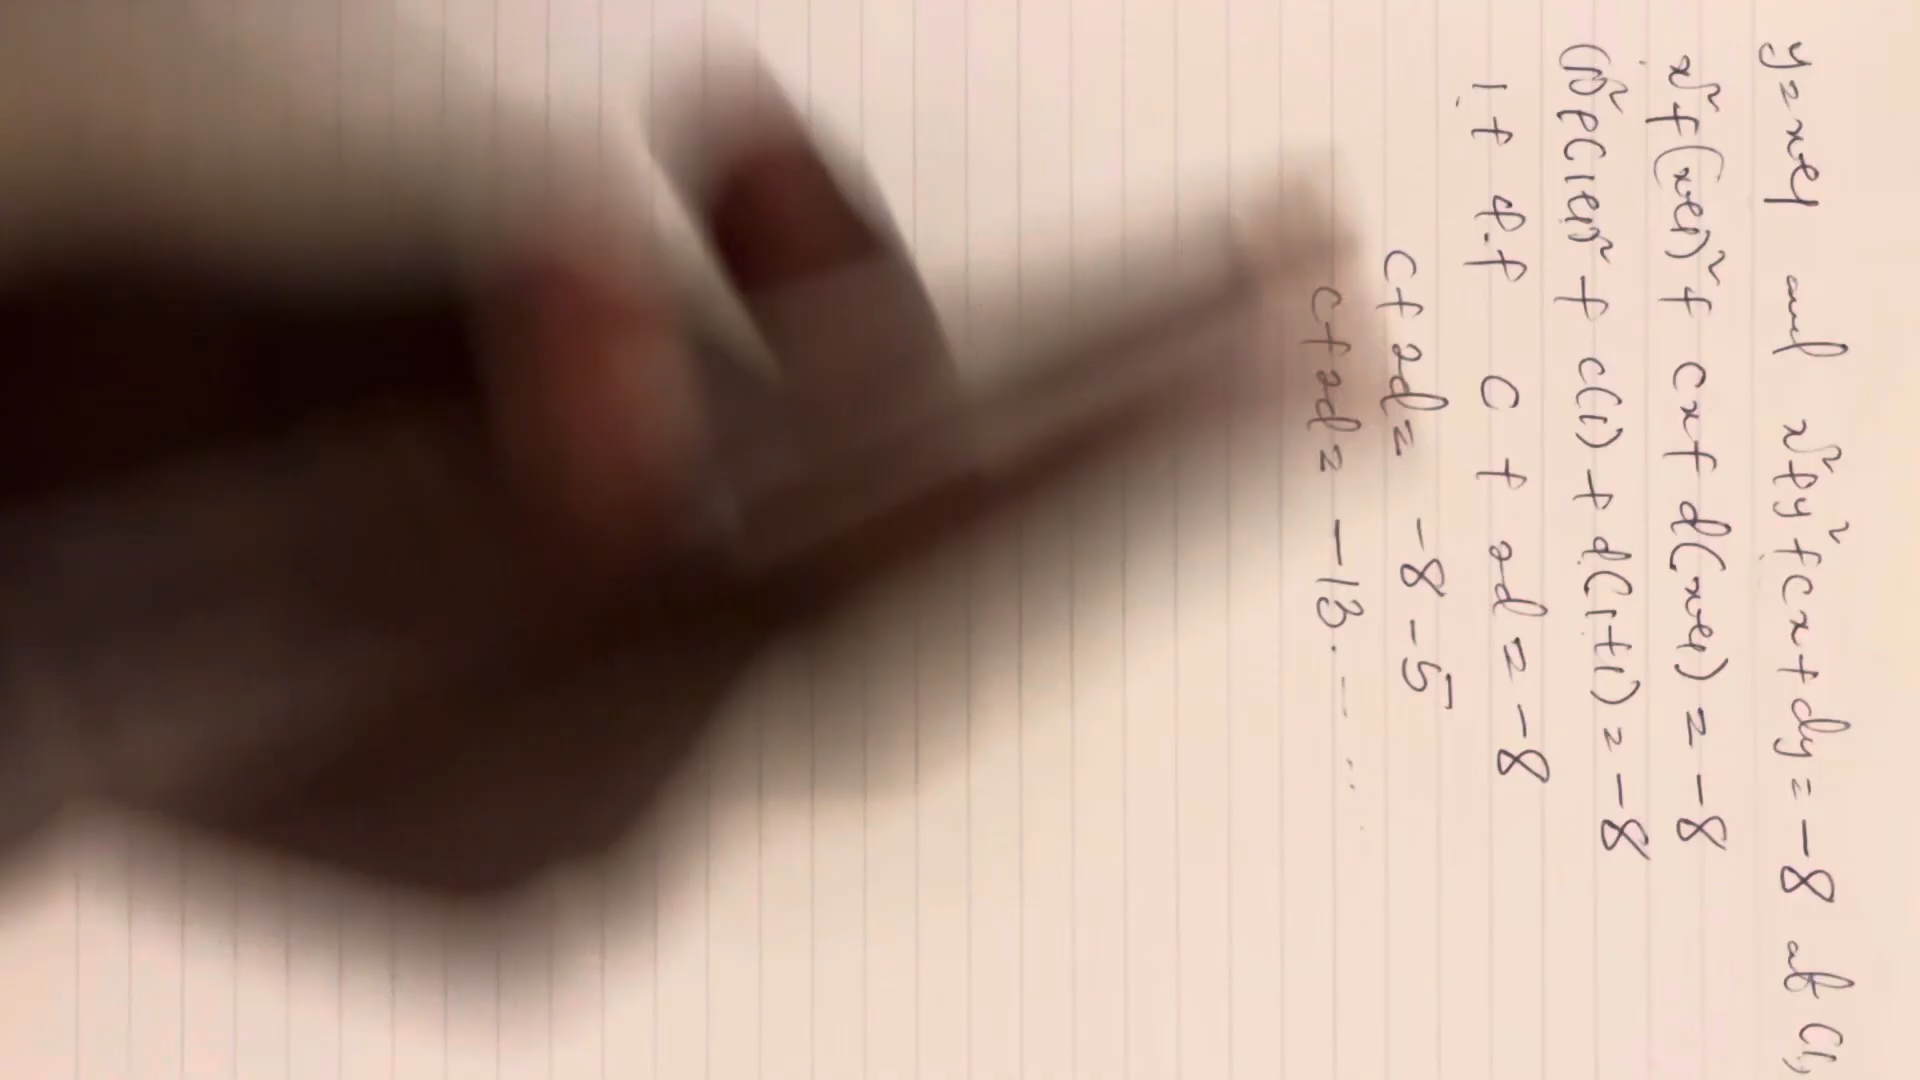 y=x+1 and x²+y²+cx+dy=-8 at (1,
x²+(x+1)²+cx+d(x+1)=-8
(1)²+(1+1)²+c(1)+d(1+1)=-8
1+4+c+2d=-8
c+2d=-8-5
c+2d=-13.....